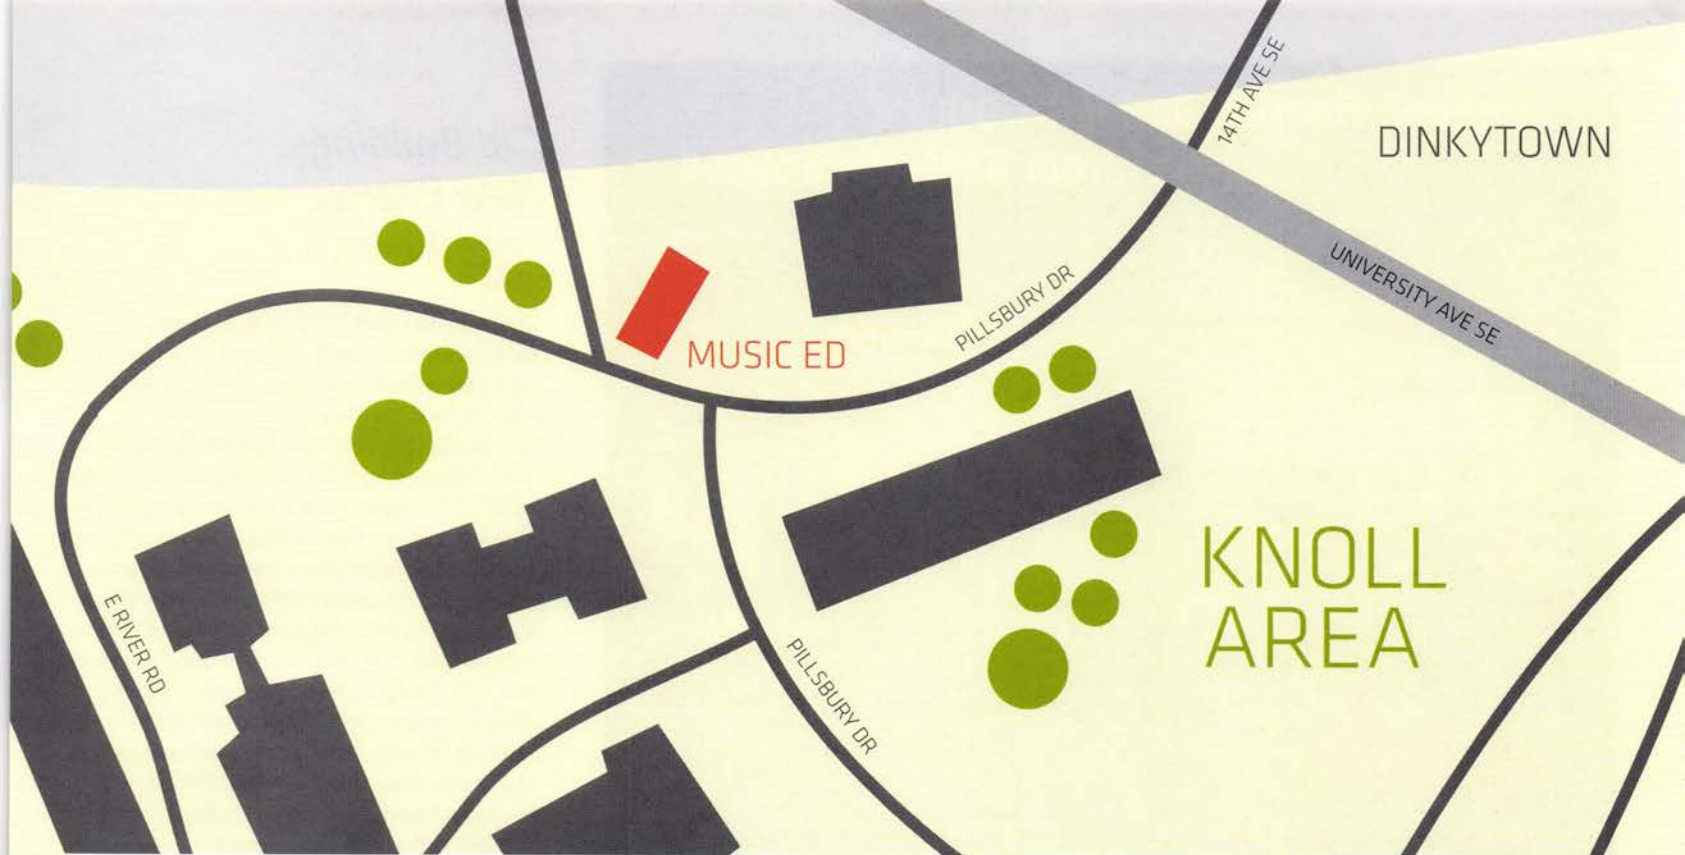 14TH AVE SE
DINKYTOWN
UNIVERSITY AVE SE
PILLSBURY DR
MUSIC ED
KNOLL
AREA
E RIVER RD
PILLSBURY DR